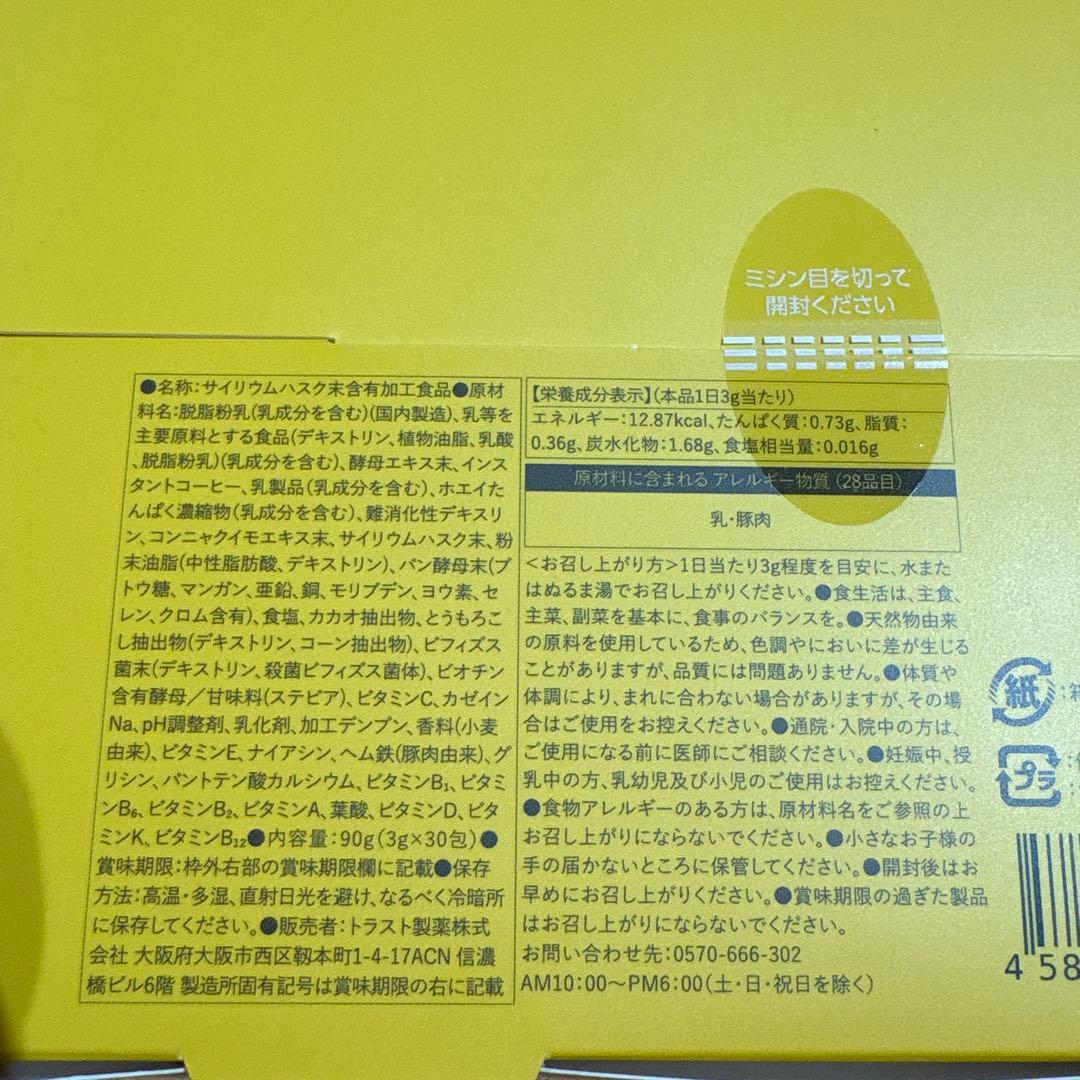 ミシン目を切って
開封ください
●名称:サイリウムハスク末含有加工食品●原材
料名:脱脂粉乳(乳成分を含む)(国内製造)、乳等を
主要原料とする食品(デキストリン、植物油脂、乳酸
、脱脂粉乳)(乳成分を含む)、酵母エキス末、インス
タントコーヒー、乳製品(乳成分を含む)、ホエイた
んぱく濃縮物(乳成分を含む)、難消化性デキスリ
ン、コンニャクイモエキス末、サイリウムハスク末、粉
末油脂(中性脂肪酸、デキストリン)、パン酵母末(ブ
トウ糖、マンガン、亜鉛、銅、モリブデン、ヨウ素、セ
レン、クロム含有)、食塩、カカオ抽出物、とうもろこ
し抽出物(デキストリン、コーン抽出物)、ビフィズス
菌末(デキストリン、殺菌ビフィズス菌体)、ビオチン
含有酵母/甘味料(ステビア)、ビタミンC、カゼイン
Na、pH調整剤、乳化剤、加工デンプン、香料(小麦
由来)、ビタミンE、ナイアシン、ヘム鉄(豚肉由来)、グ
リシン、パントテン酸カルシウム、ビタミンB₁、ビタミ
ンB₆、ビタミンB₂、ビタミンA、葉酸、ビタミンD、ビタ
ミンK、ビタミンB₁₂●内容量:90g(3g×30包)●
賞味期限:枠外右部の賞味期限欄に記載●保存
方法:高温・多湿、直射日光を避け、なるべく冷暗所
に保存してください。●販売者:トラスト製薬株式
会社 大阪府大阪市西区靱本町1-4-17ACN 信濃
橋ビル6階 製造所固有記号は賞味期限の右に記載
【栄養成分表示】(本品1日3g当たり)
エネルギー:12.87kcal、たんぱく質:0.73g、脂質:
0.36g、炭水化物:1.68g、食塩相当量:0.016g
原材料に含まれる アレルギー物質 (28品目)
乳・豚肉
<お召し上がり方>1日当たり3g程度を目安に、水また
はぬるま湯でお召し上がりください。●食生活は、主食、
主菜、副菜を基本に、食事のバランスを。●天然物由来
の原料を使用しているため、色調やにおいに差が生じる
ことがありますが、品質には問題ありません。●体質や
体調により、まれに合わない場合がありますが、その場
合はご使用をお控えください。●通院・入院中の方は、
ご使用になる前に医師にご相談ください。●妊娠中、授
乳中の方、乳幼児及び小児のご使用はお控えください。
●食物アレルギーのある方は、原材料名をご参照の上
お召し上がりにならないでください。●小さなお子様の
手の届かないところに保管してください。●開封後はお
早めにお召し上がりください。●賞味期限の過ぎた製品
はお召し上がりにならないでください。
お問い合わせ先:0570-666-302
AM10:00~PM6:00(土・日・祝日を除く)
紙
プラ
4 58